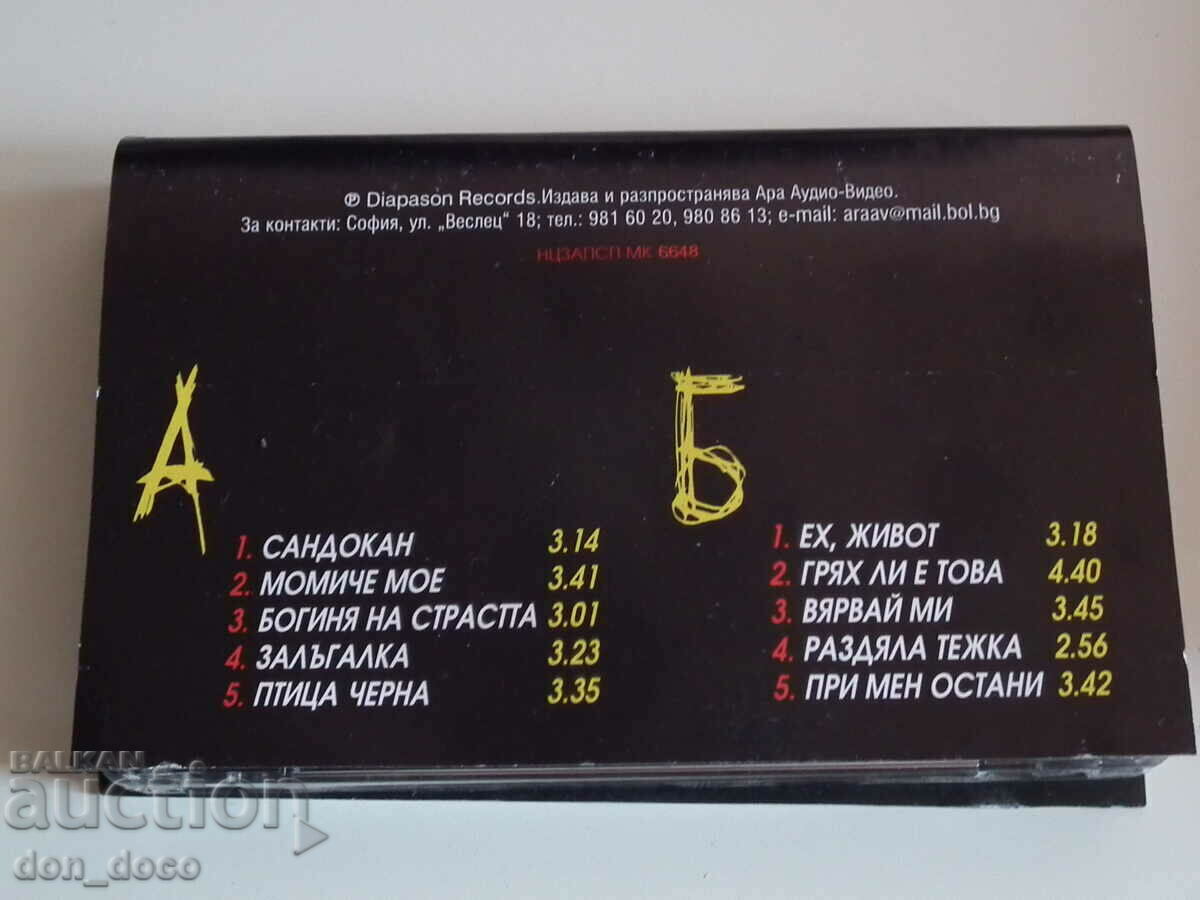 ℗ Diapason Records.Издава и разпространява Ара Аудио-Видео.
За контакти: София, ул. „Веслец“ 18; тел.: 981 60 20, 980 86 13; e-mail: araav@mail.bol.bg
НЦЗАПСП МК 6648
А
1. САНДОКАН 3.14
2. МОМИЧЕ МОЕ 3.41
3. БОГИНЯ НА СТРАСТТА 3.01
4. ЗАЛЪГАЛКА 3.23
5. ПТИЦА ЧЕРНА 3.35
Б
1. ЕХ, ЖИВОТ 3.18
2. ГРЯХ ЛИ Е ТОВА 4.40
3. ВЯРВАЙ МИ 3.45
4. РАЗДЯЛА ТЕЖКА 2.56
5. ПРИ МЕН ОСТАНИ 3.42
BALKAN
auction
don_doco